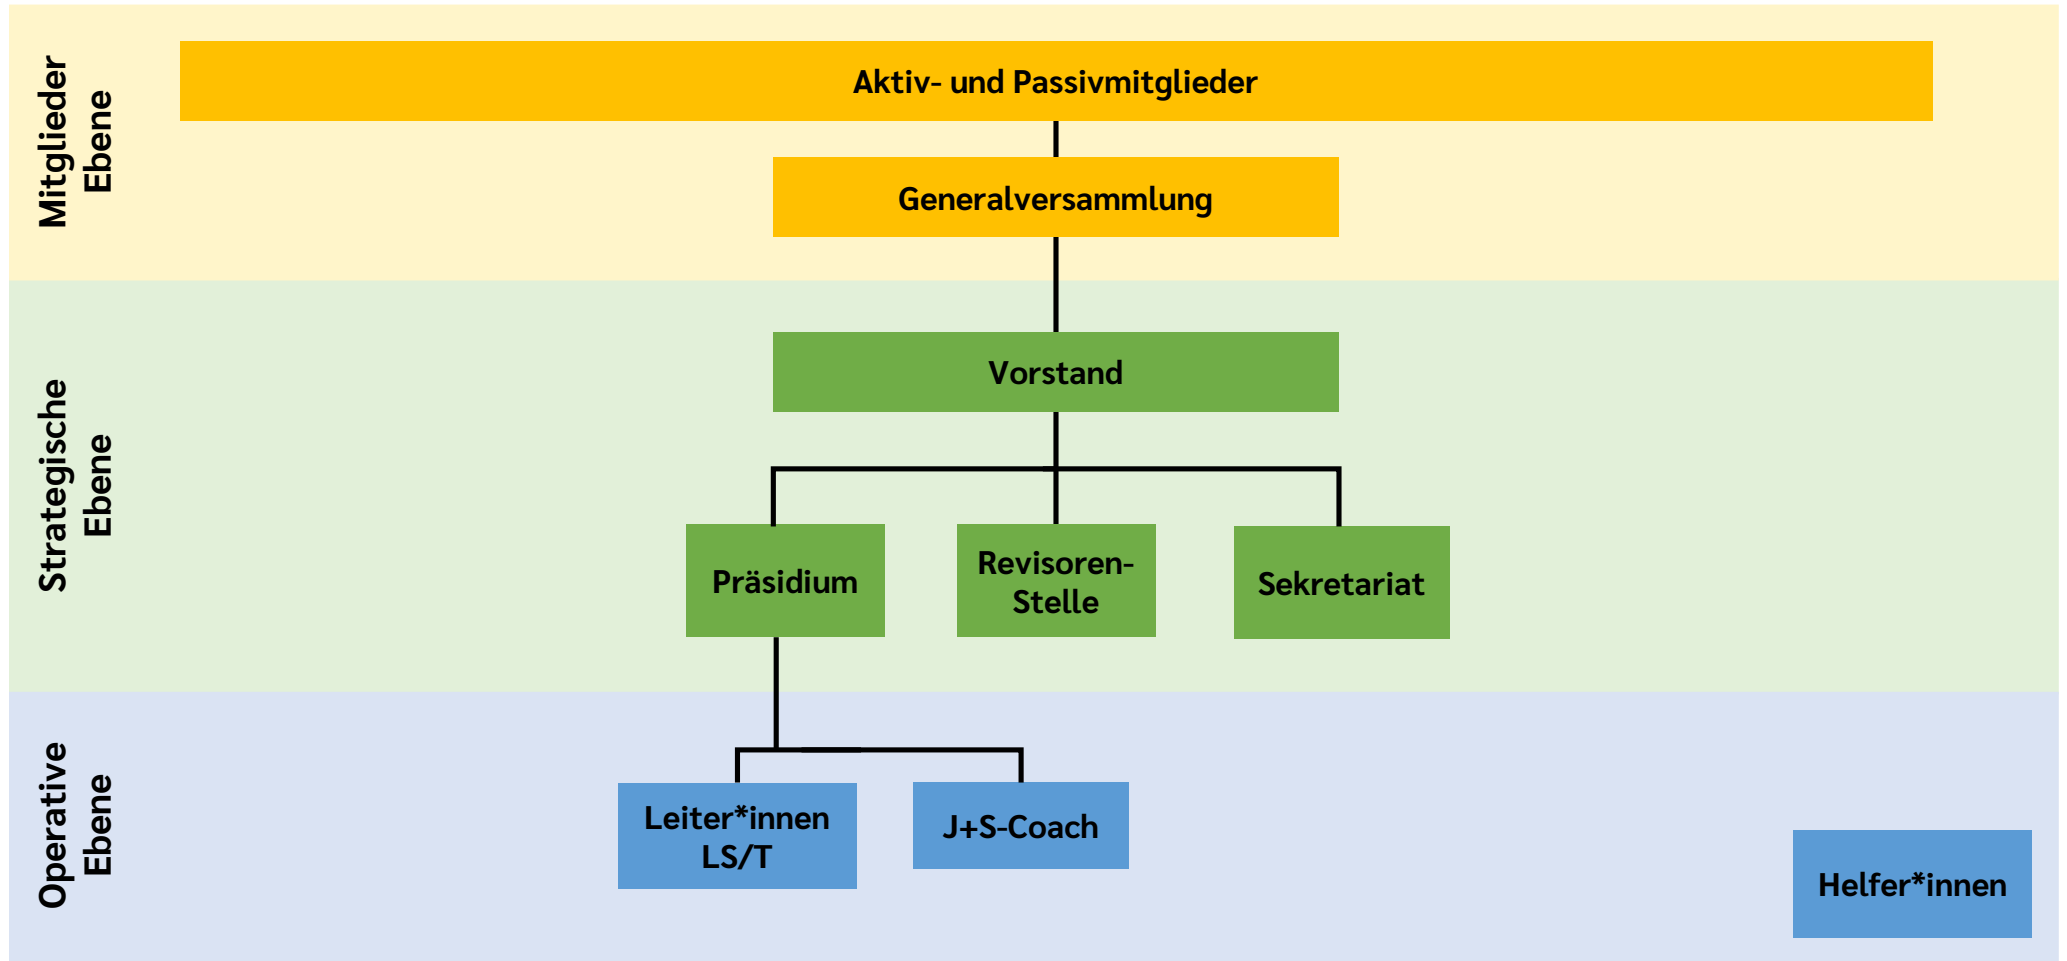 Mitglieder
Ebene
Aktiv- und Passivmitglieder
Generalversammlung
Strategische
Ebene
Vorstand
Präsidium
Revisoren-
Stelle
Sekretariat
Operative
Ebene
Leiter*innen
LS/T
J+S-Coach
Helfer*innen